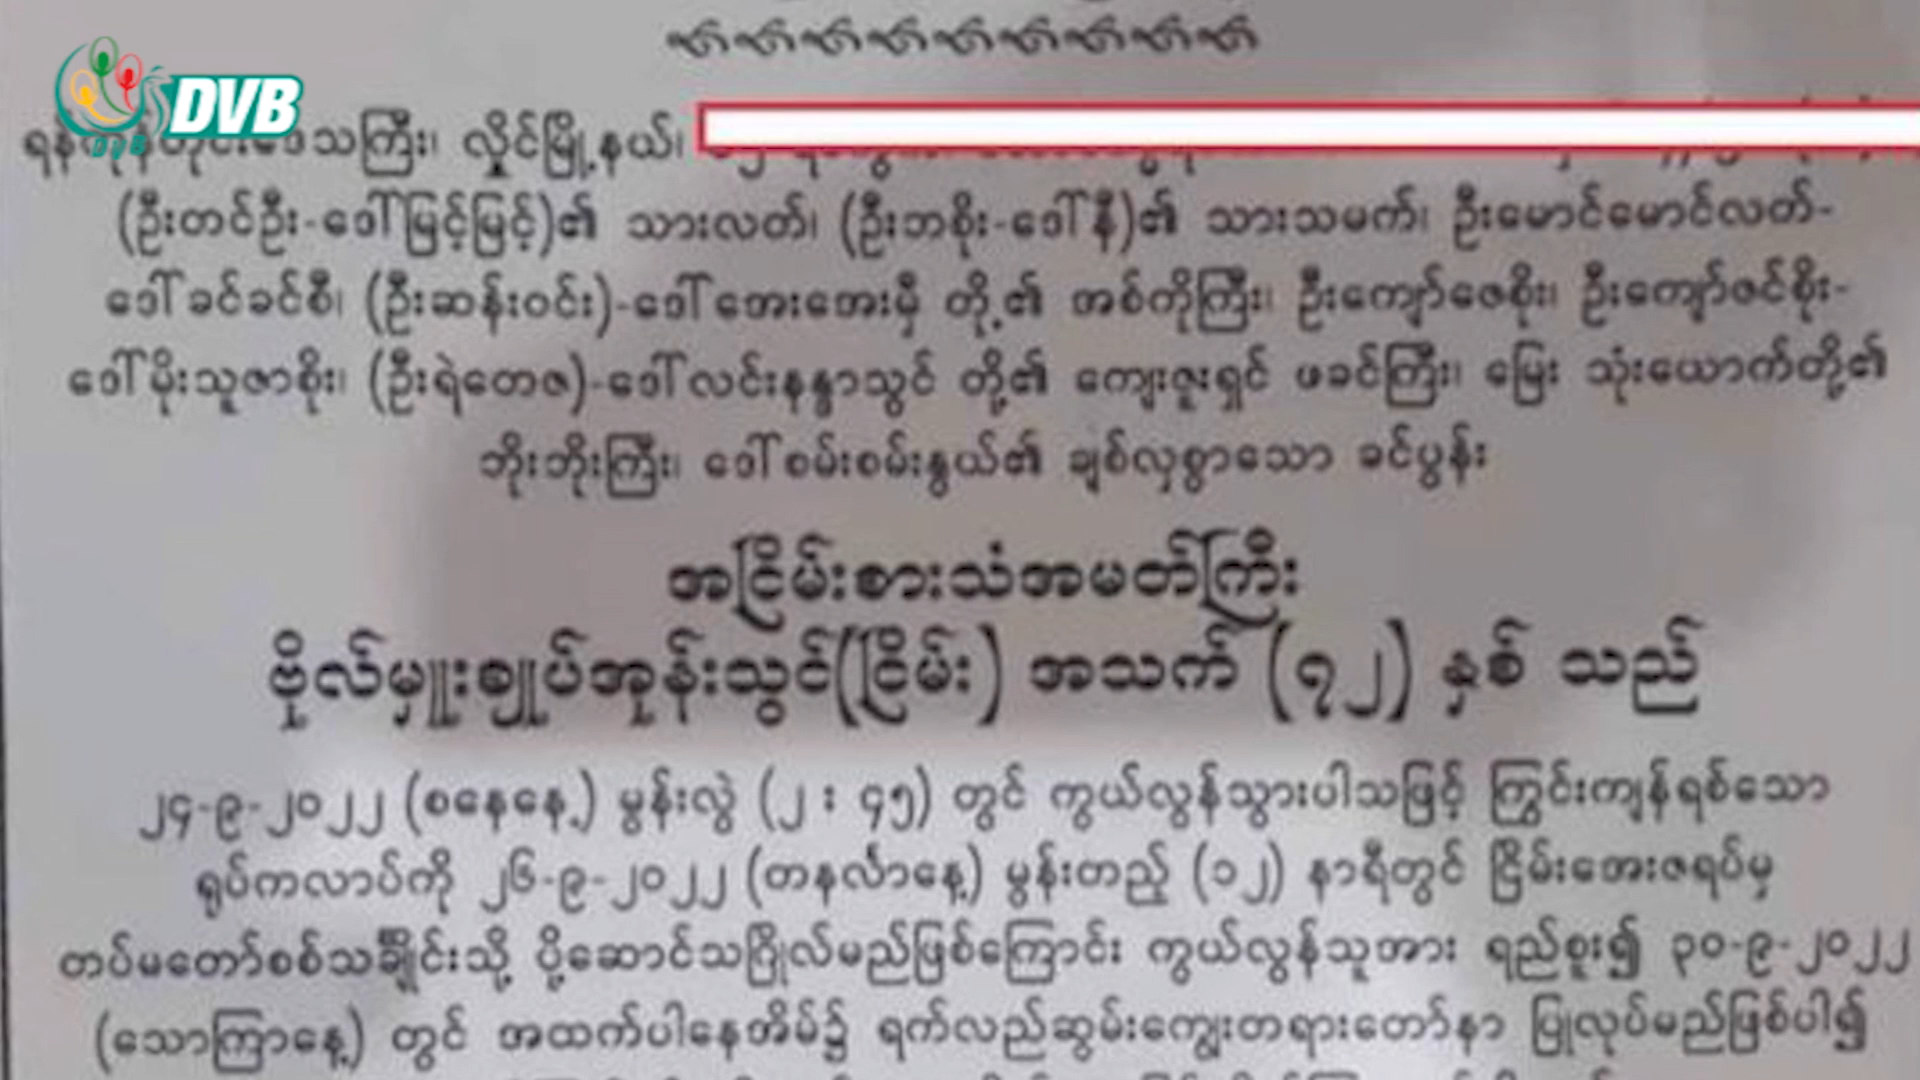 DVB
ရန်ကုန်တိုင်းဒေသကြီး၊ လှိုင်မြို့နယ်၊
(ဦးတင်ဦး-ဒေါ်မြင့်မြင့်)၏ သားလတ်၊ (ဦးဘစိုး-ဒေါ်နီ)၏ သားသမက်၊ ဦးမောင်မောင်လတ်-
ဒေါ်ခင်ခင်စီ၊ (ဦးဆန်းဝင်း)-ဒေါ်အေးအေးမှီ တို့၏ အစ်ကိုကြီး၊ ဦးကျော်ဇေစိုး၊ ဦးကျော်ဇင်စိုး-
ဒေါ်မိုးသူဇာစိုး၊ (ဦးရဲတေဇ)-ဒေါ်လင်းနန္ဒာသွင် တို့၏ ကျေးဇူးရှင် ဖခင်ကြီး၊ မြေး သုံးယောက်တို့၏
ဘိုးဘိုးကြီး၊ ဒေါ်စမ်းစမ်းနွယ်၏ ချစ်လှစွာသော ခင်ပွန်း
အငြိမ်းစားသံအမတ်ကြီး
ဗိုလ်မှူးချုပ်အုန်းသွင်(ငြိမ်း) အသက် (၇၂) နှစ် သည်
၂၄-၉-၂၀၂၂ (စနေနေ့) မွန်းလွဲ (၂ : ၄၅) တွင် ကွယ်လွန်သွားပါသဖြင့် ကြွင်းကျန်ရစ်သော
ရုပ်ကလာပ်ကို ၂၆-၉-၂၀၂၂ (တနင်္လာနေ့) မွန်းတည့် (၁၂) နာရီတွင် ငြိမ်းအေးဇရပ်မှ
တပ်မတော်စစ်သင်္ချိုင်းသို့ ပို့ဆောင်သဂြိုလ်မည်ဖြစ်ကြောင်း ကွယ်လွန်သူအား ရည်စူး၍ ၃၀-၉-၂၀၂၂
(သောကြာနေ့) တွင် အထက်ပါနေအိမ်၌ ရက်လည်ဆွမ်းကျွေးတရားတော်နာ ပြုလုပ်မည်ဖြစ်ပါ၍